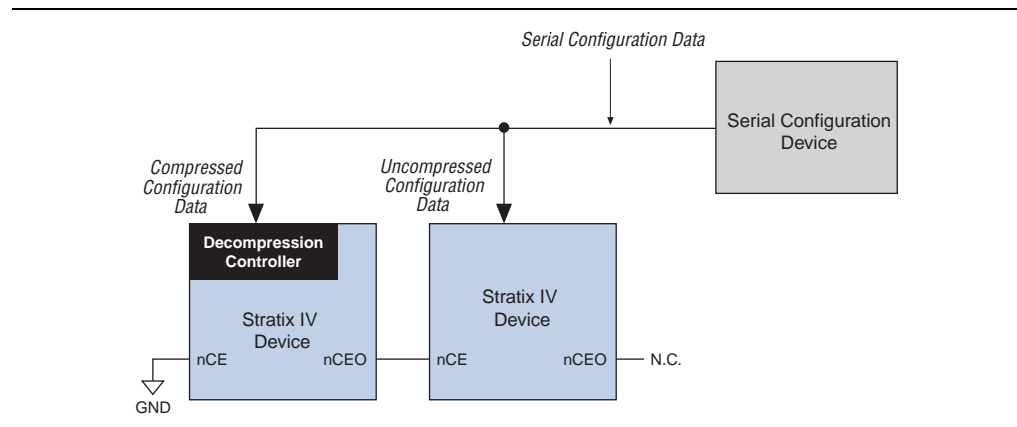 Serial Configuration Data
Serial Configuration
Device
Compressed
Configuration
Data
Uncompressed
Configuration
Data
Decompression
Controller
Stratix IV
Device
Stratix IV
Device
nCE
nCEO
nCE
nCEO
N.C.
GND